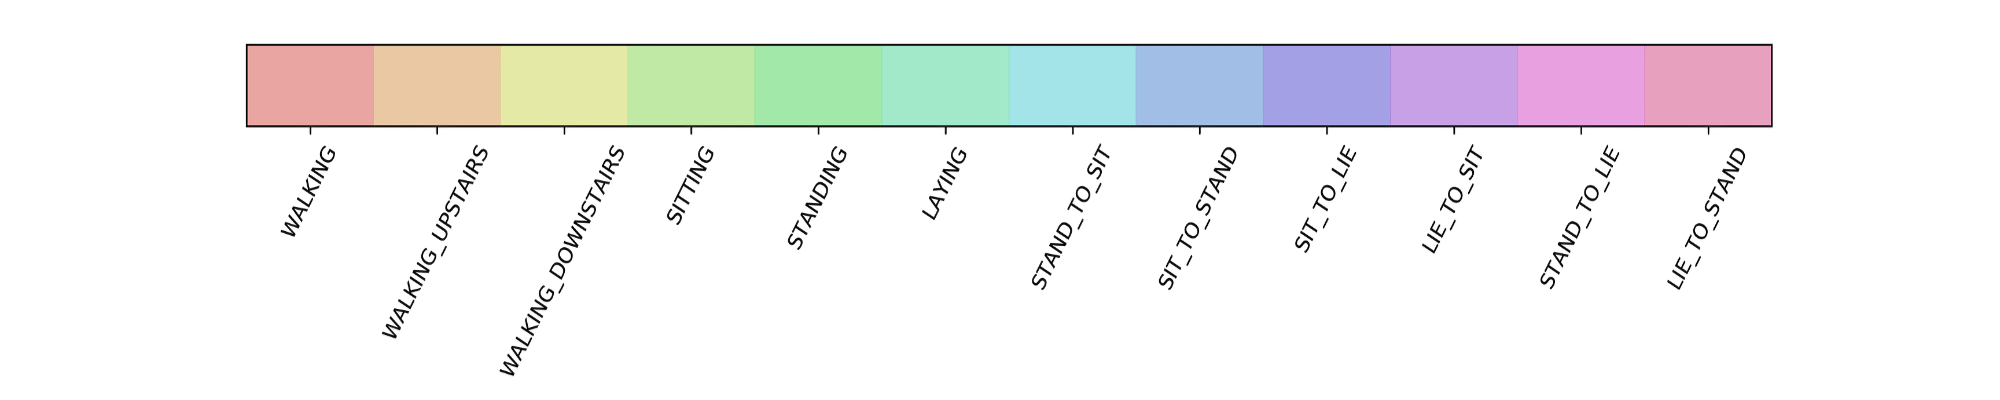 WALKING
WALKING_UPSTAIRS
WALKING_DOWNSTAIRS
SITTING
STANDING
LAYING
STAND_TO_SIT
SIT_TO_STAND
SIT_TO_LIE
LIE_TO_SIT
STAND_TO_LIE
LIE_TO_STAND